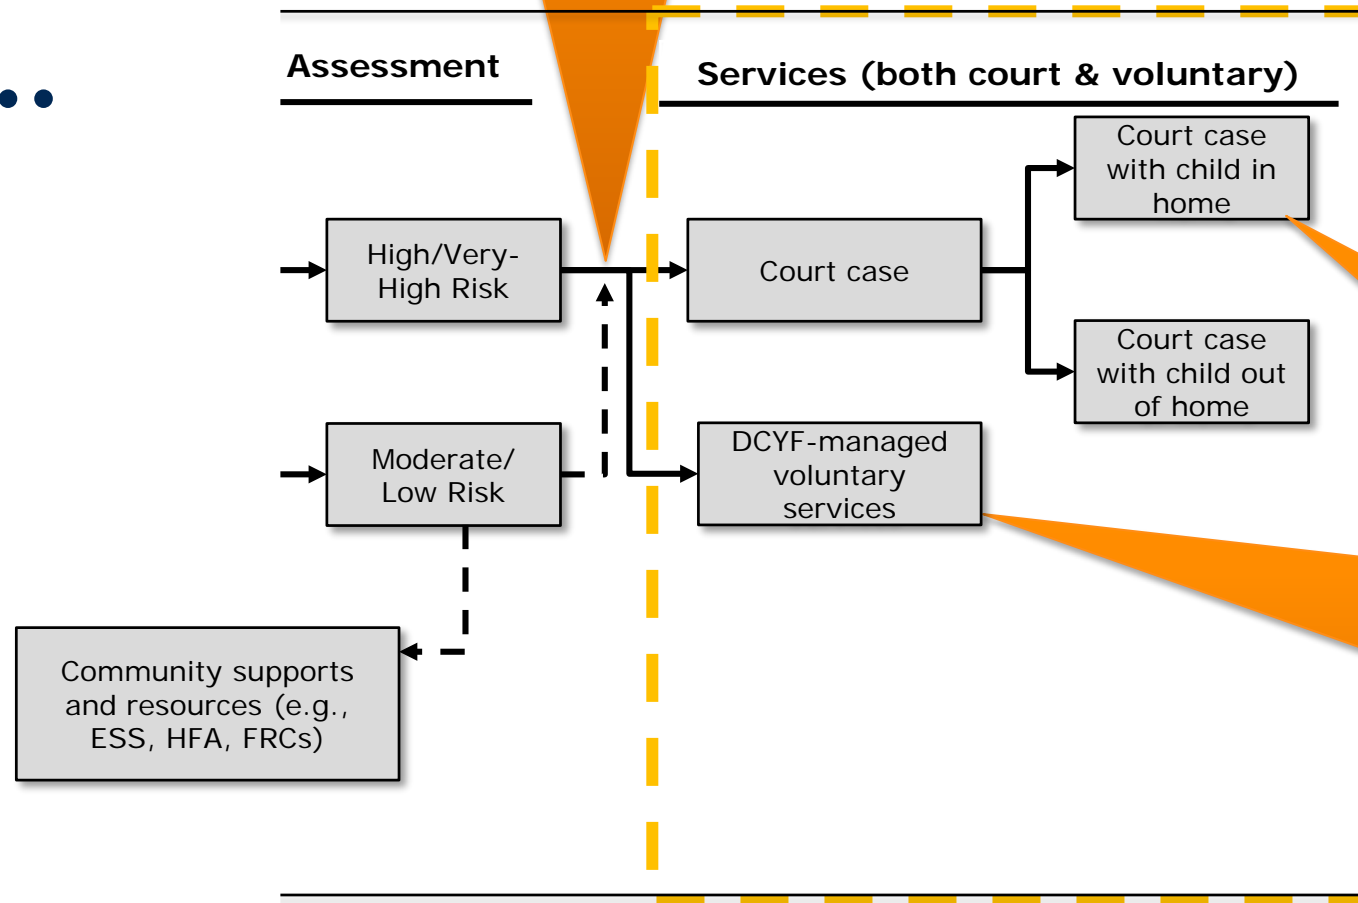 Assessment
Services (both court & voluntary)
High/Very-
High Risk
Court case
Court case
with child in
home
Court case
with child out
of home
Moderate/
Low Risk
DCYF-managed
voluntary
services
Community supports
and resources (e.g.,
ESS, HFA, FRCs)